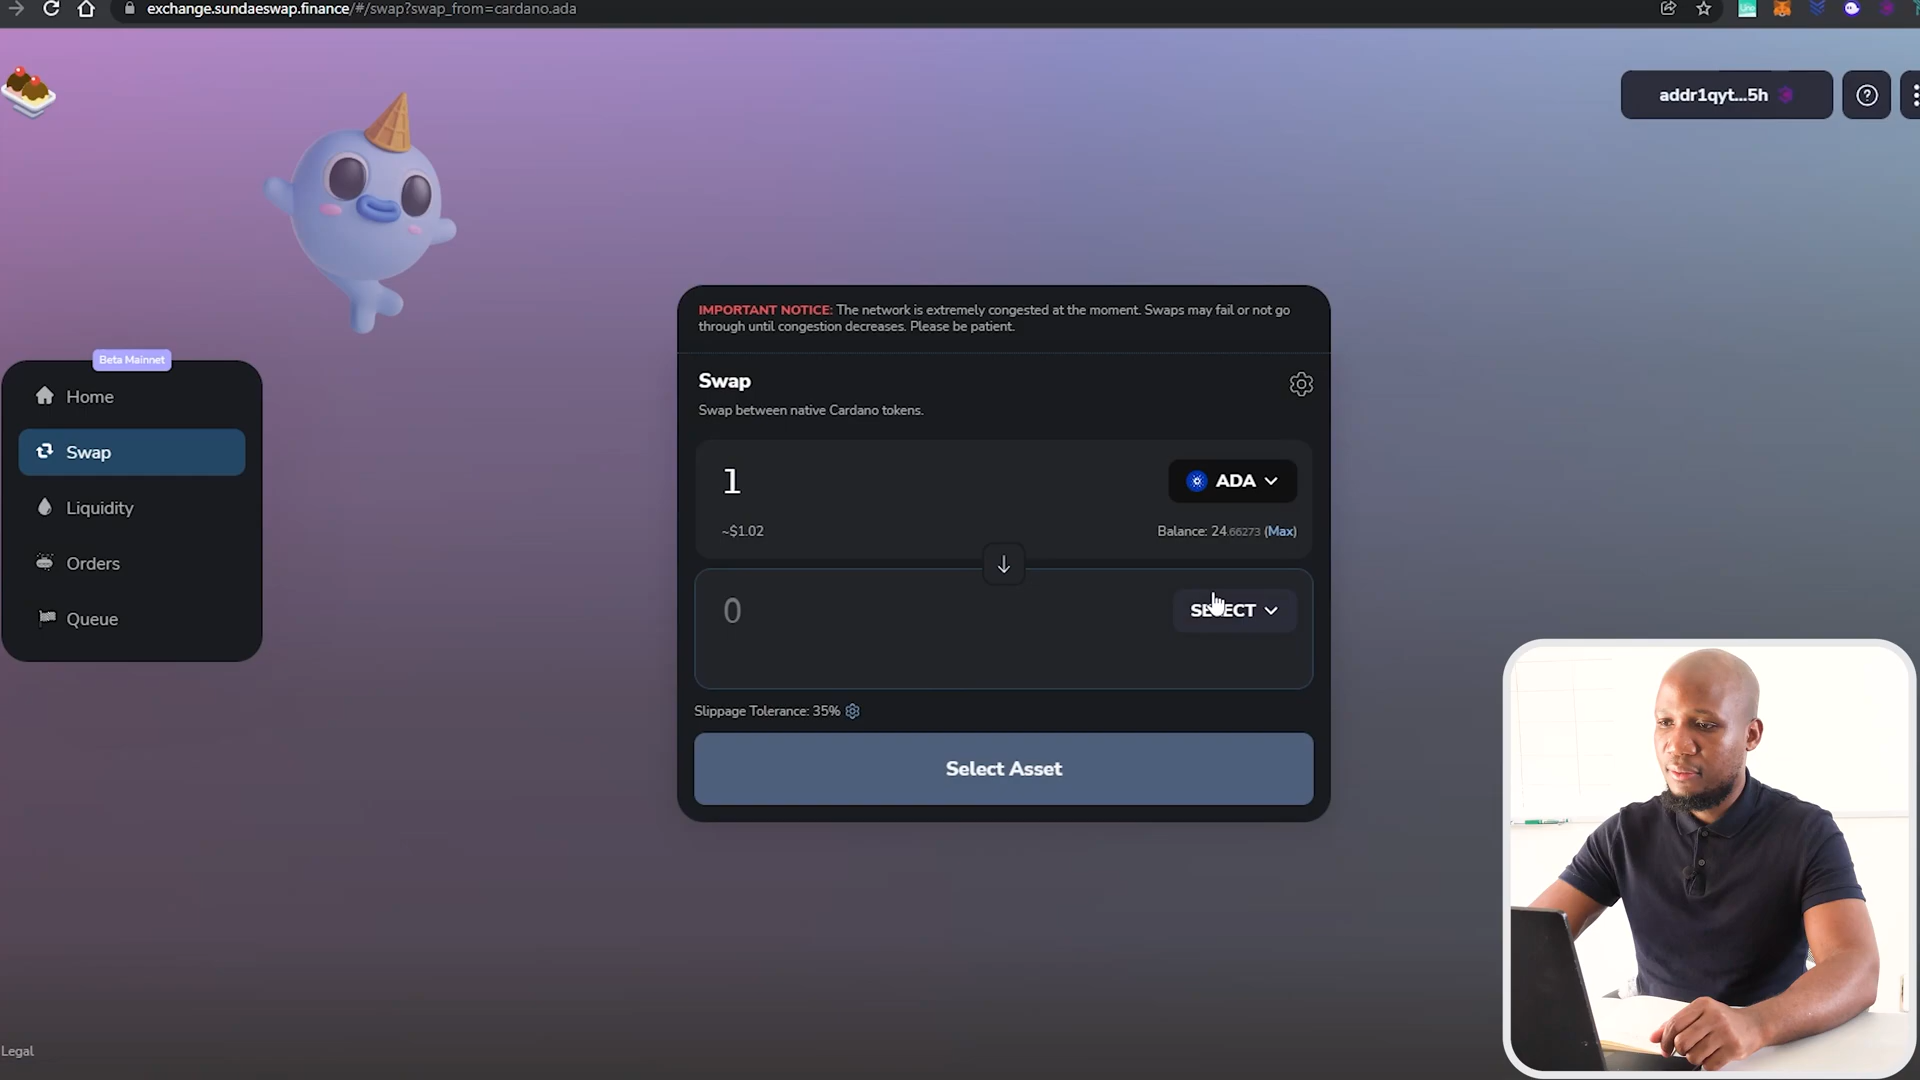 exchange.sundaeswap.finance/#/swap?swap_from=cardano.ada
Uno
addr1qyt...5h
Beta Mainnet
Home
Swap
Liquidity
Orders
Queue
IMPORTANT NOTICE: The network is extremely congested at the moment. Swaps may fail or not go
through until congestion decreases. Please be patient.
Swap
Swap between native Cardano tokens.
1
ADA
~$1.02
Balance: 24.66273 (Max)
0
SELECT
Slippage Tolerance: 35%
Select Asset
Legal